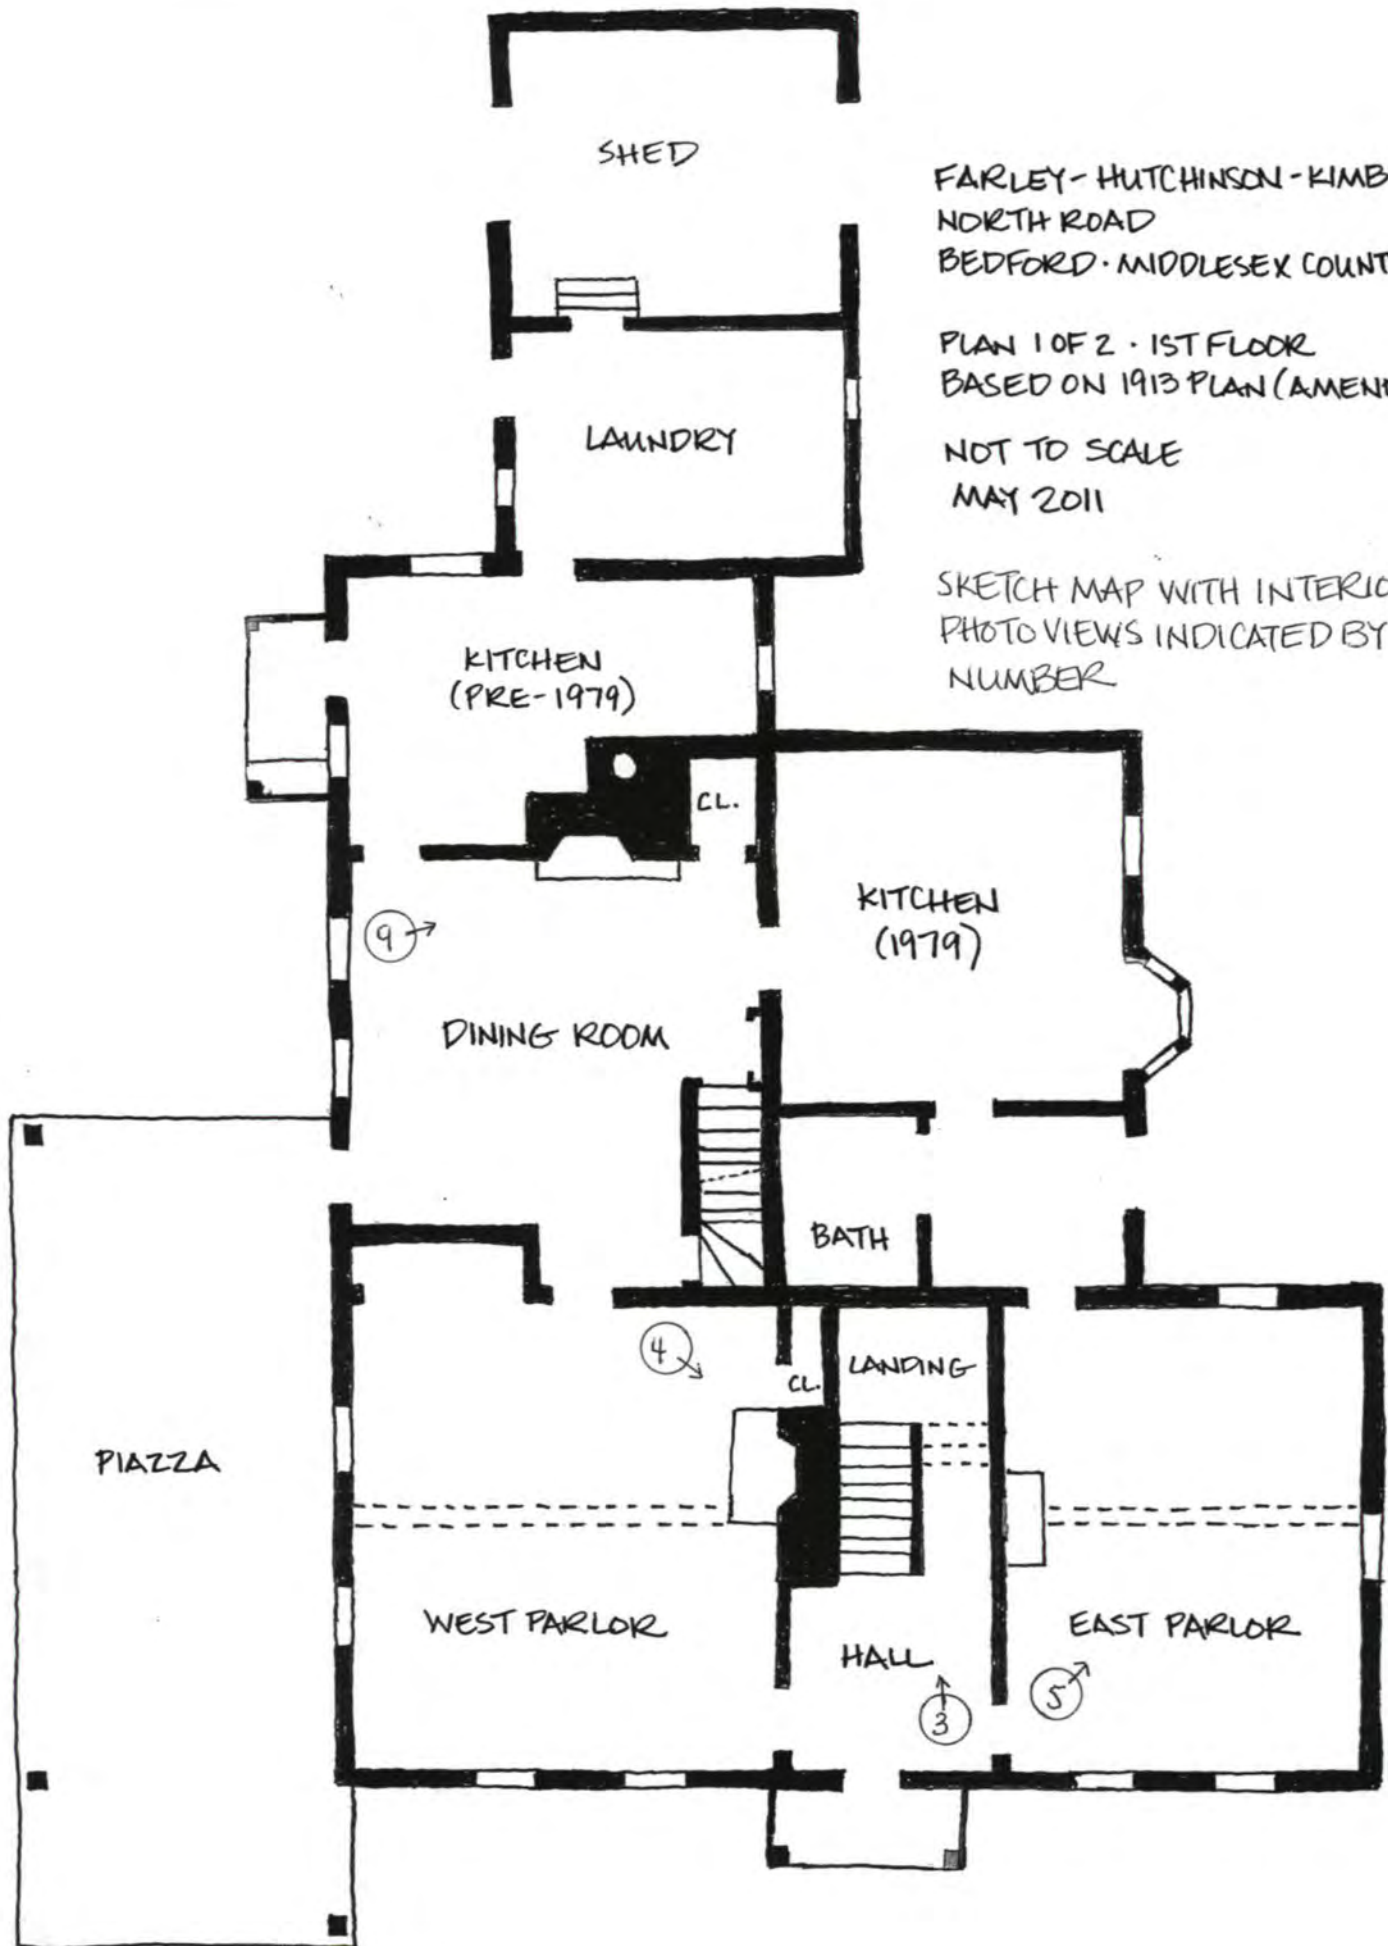 SHED
FARLEY-HUTCHINSON-KIMB
NORTH ROAD
BEDFORD·MIDDLESEX COUNT
PLAN 1 OF 2 · 1ST FLOOR
BASED ON 1913 PLAN (AMEN
NOT TO SCALE
MAY 2011
SKETCH MAP WITH INTERIO
PHOTO VIEWS INDICATED BY
NUMBER
LAUNDRY
KITCHEN
(PRE-1979)
CL.
KITCHEN
(1979)
9
DINING ROOM
BATH
4
CL.
LANDING
PIAZZA
WEST PARLOR
HALL
3
5
EAST PARLOR